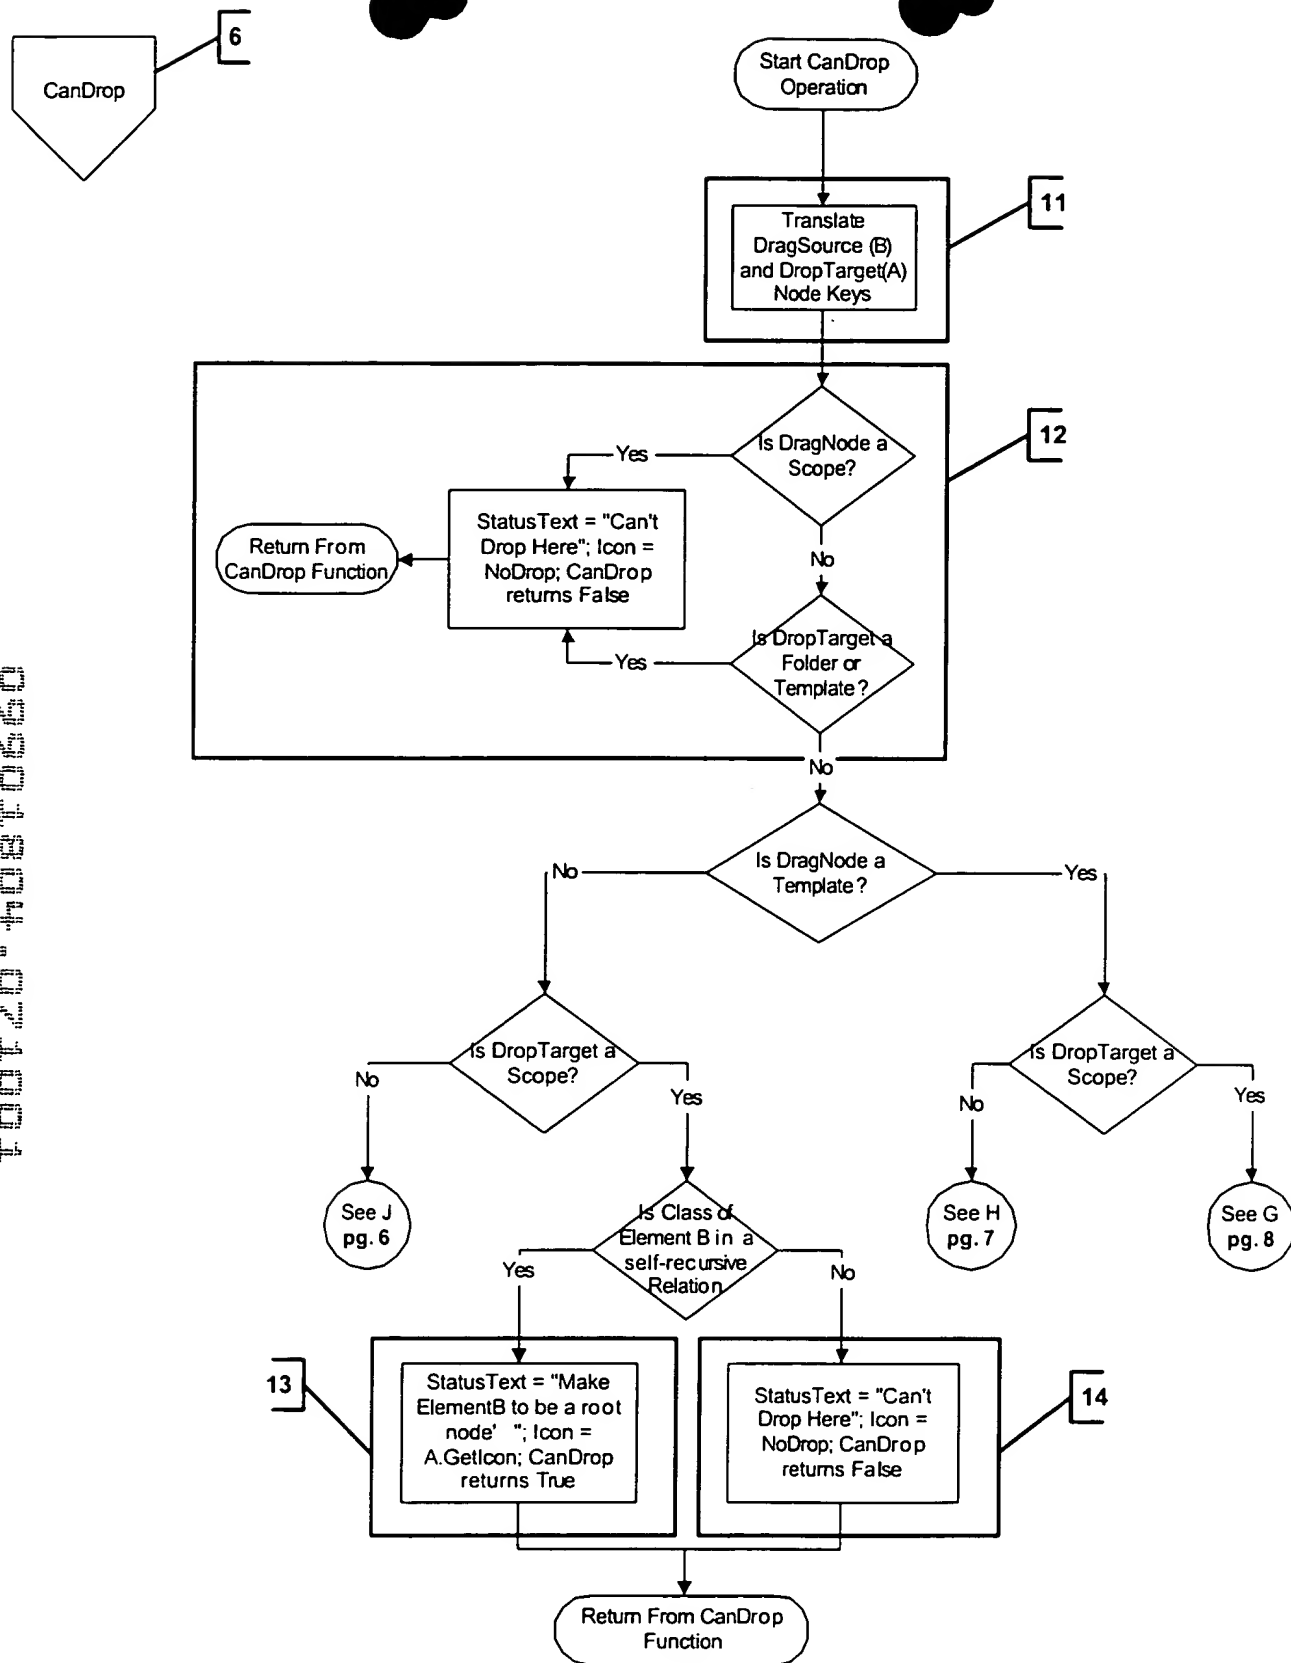 6
CanDrop
Start CanDrop
Operation
11
Translate
DragSource (B)
and DropTarget(A)
Node Keys
12
Is DragNode a
Scope?
Yes
StatusText = "Can't
Drop Here"; Icon =
NoDrop; CanDrop
returns False
Return From
CanDrop Function
No
Is DropTarget a
Folder or
Template?
Yes
No
Is DragNode a
Template?
No
Yes
Is DropTarget a
Scope?
Is DropTarget a
Scope?
No
Yes
No
Yes
See J
pg. 6
Is Class of
Element B in a
self-recursive
Relation
See H
pg. 7
See G
pg. 8
Yes
No
13
StatusText = "Make
ElementB to be a root
node' "; Icon =
A.GetIcon; CanDrop
returns True
StatusText = "Can't
Drop Here"; Icon =
NoDrop; CanDrop
returns False
14
Return From CanDrop
Function